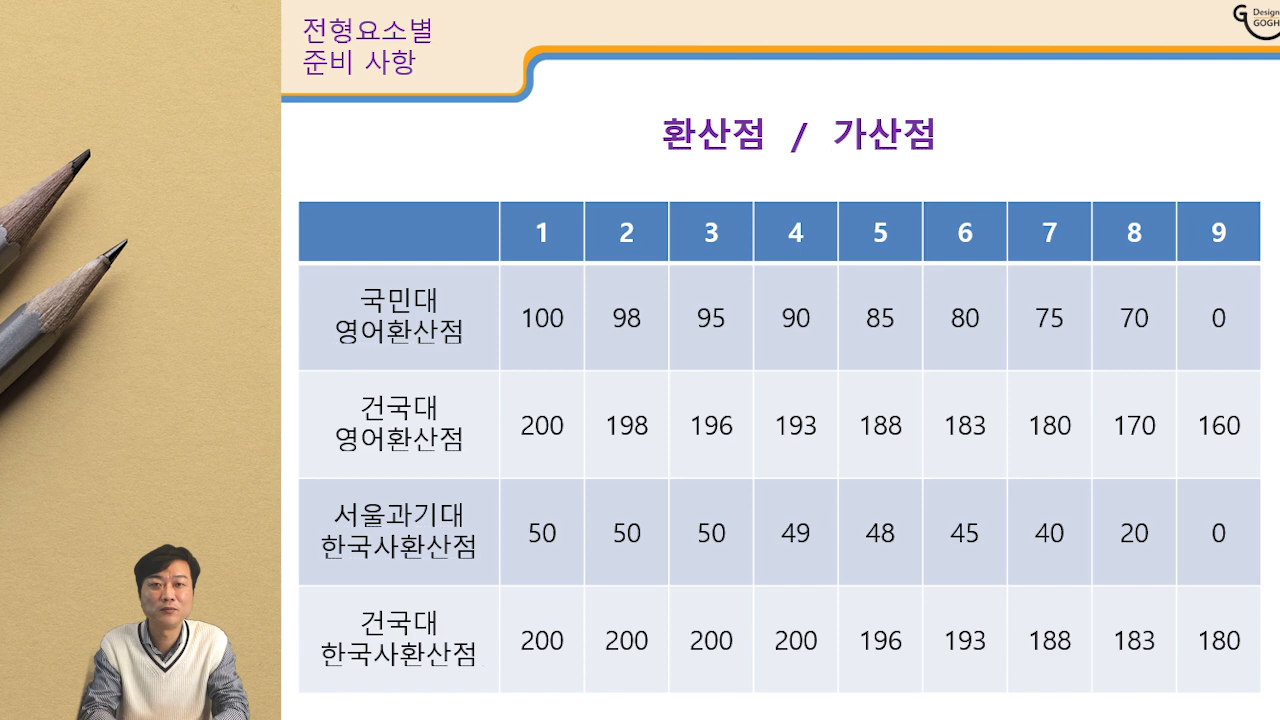 전형요소별
준비 사항
Design
GOGH
환산점 / 가산점
1 2 3 4 5 6 7 8 9
국민대
영어환산점
100 98 95 90 85 80 75 70 0
건국대
영어환산점
200 198 196 193 188 183 180 170 160
서울과기대
한국사환산점
50 50 50 49 48 45 40 20 0
건국대
한국사환산점
200 200 200 200 196 193 188 183 180